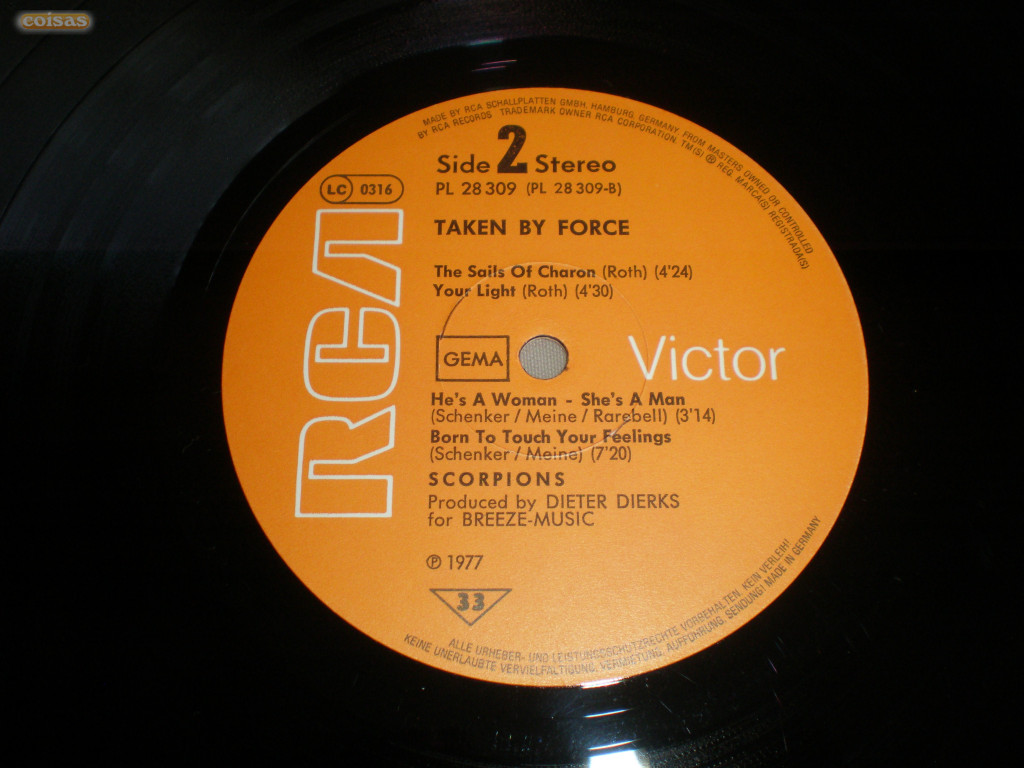 coisas
MADE BY RCA SCHALLPLATTEN GMBH. HAMBURG. GERMANY. FROM MASTERS OWNED OR CONTROLLED
BY RCA RECORDS TRADEMARK OWNER RCA CORPORATION. TM(S) ® REG. MARCA(S) REGISTRADA(S)
Side 2 Stereo
PL 28 309 (PL 28 309-B)
LC 0316
TAKEN BY FORCE
The Sails Of Charon (Roth) (4'24)
Your Light (Roth) (4'30)
RCA
GEMA
Victor
He's A Woman - She's A Man
(Schenker / Meine / Rarebell) (3'14)
Born To Touch Your Feelings
(Schenker / Meine) (7'20)
SCORPIONS
Produced by DIETER DIERKS
for BREEZE-MUSIC
℗ 1977
33
ALLE URHEBER- UND LEISTUNGSSCHUTZRECHTE VORBEHALTEN. KEIN VERLEIH!
KEINE UNERLAUBTE VERVIELFÄLTIGUNG, VERMIETUNG, AUFFÜHRUNG, SENDUNG! MADE IN GERMANY